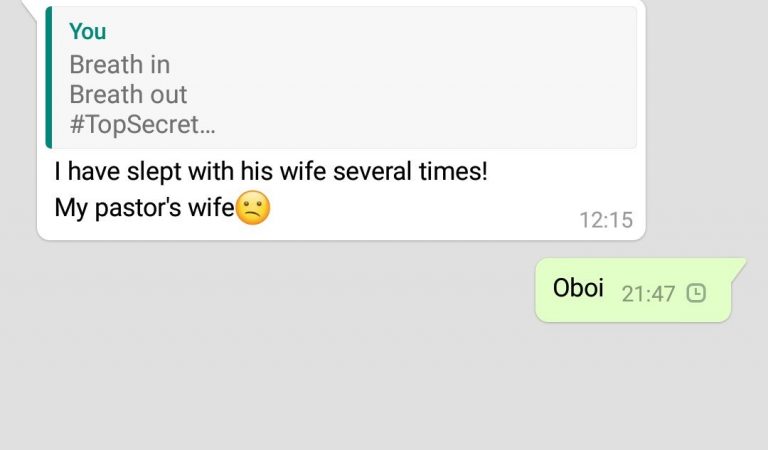 You
Breath in
Breath out
#TopSecret...
I have slept with his wife several times!
My pastor's wife🙁
12:15
Oboi 21:47